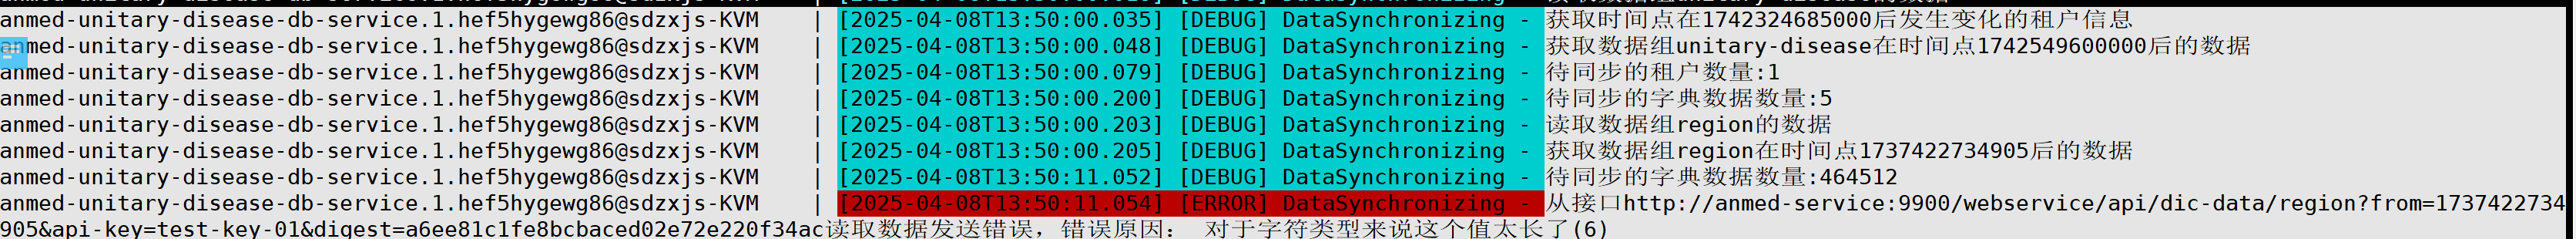 anmed-unitary-disease-db-service.1.hef5hygewg86@sdzxjs-KVM | [2025-04-08T13:50:00.035] [DEBUG] DataSynchronizing - 获取时间点在1742324685000后发生变化的租户信息
anmed-unitary-disease-db-service.1.hef5hygewg86@sdzxjs-KVM | [2025-04-08T13:50:00.048] [DEBUG] DataSynchronizing - 获取数据组unitary-disease在时间点1742549600000后的数据
anmed-unitary-disease-db-service.1.hef5hygewg86@sdzxjs-KVM | [2025-04-08T13:50:00.079] [DEBUG] DataSynchronizing - 待同步的租户数量:1
anmed-unitary-disease-db-service.1.hef5hygewg86@sdzxjs-KVM | [2025-04-08T13:50:00.200] [DEBUG] DataSynchronizing - 待同步的字典数据数量:5
anmed-unitary-disease-db-service.1.hef5hygewg86@sdzxjs-KVM | [2025-04-08T13:50:00.203] [DEBUG] DataSynchronizing - 读取数据组region的数据
anmed-unitary-disease-db-service.1.hef5hygewg86@sdzxjs-KVM | [2025-04-08T13:50:00.205] [DEBUG] DataSynchronizing - 获取数据组region在时间点1737422734905后的数据
anmed-unitary-disease-db-service.1.hef5hygewg86@sdzxjs-KVM | [2025-04-08T13:50:11.052] [DEBUG] DataSynchronizing - 待同步的字典数据数量:464512
anmed-unitary-disease-db-service.1.hef5hygewg86@sdzxjs-KVM | [2025-04-08T13:50:11.054] [ERROR] DataSynchronizing - 从接口http://anmed-service:9900/webservice/api/dic-data/region?from=1737422734
905&api-key=test-key-01&digest=a6ee81c1fe8bcbaced02e72e220f34ac读取数据发送错误，错误原因： 对于字符类型来说这个值太长了(6)